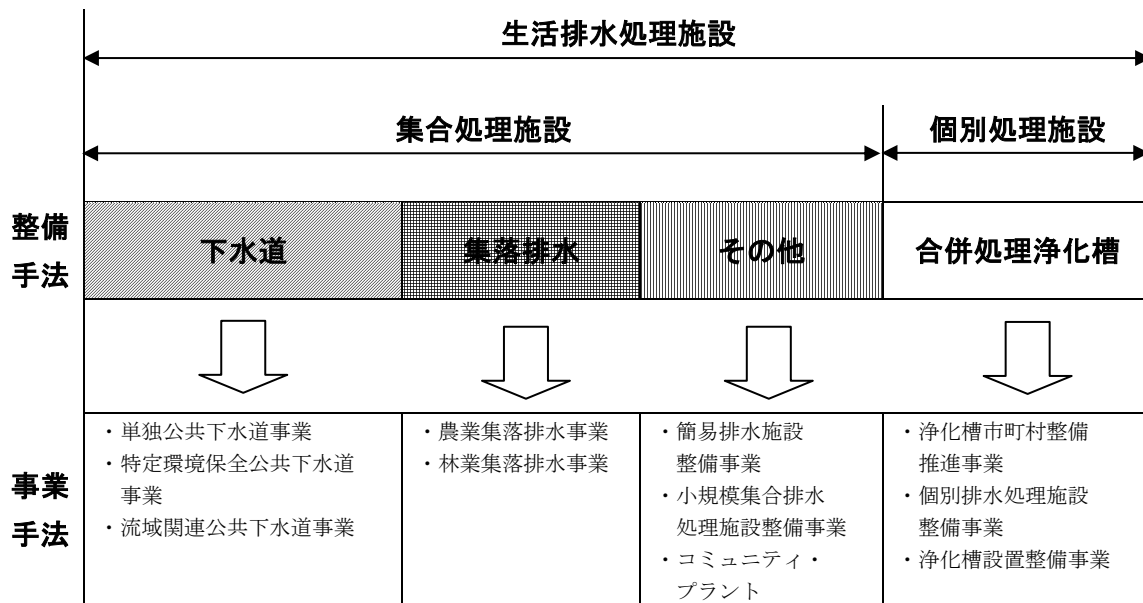 生活排水処理施設
集合処理施設
個別処理施設
整備
手法
下水道
集落排水
その他
合併処理浄化槽
事業
手法
・単独公共下水道事業
・特定環境保全公共下水道
事業
・流域関連公共下水道事業
・農業集落排水事業
・林業集落排水事業
・簡易排水施設
整備事業
・小規模集合排水
処理施設整備事業
・コミュニティ・
プラント
・浄化槽市町村整備
推進事業
・個別排水処理施設
整備事業
・浄化槽設置整備事業